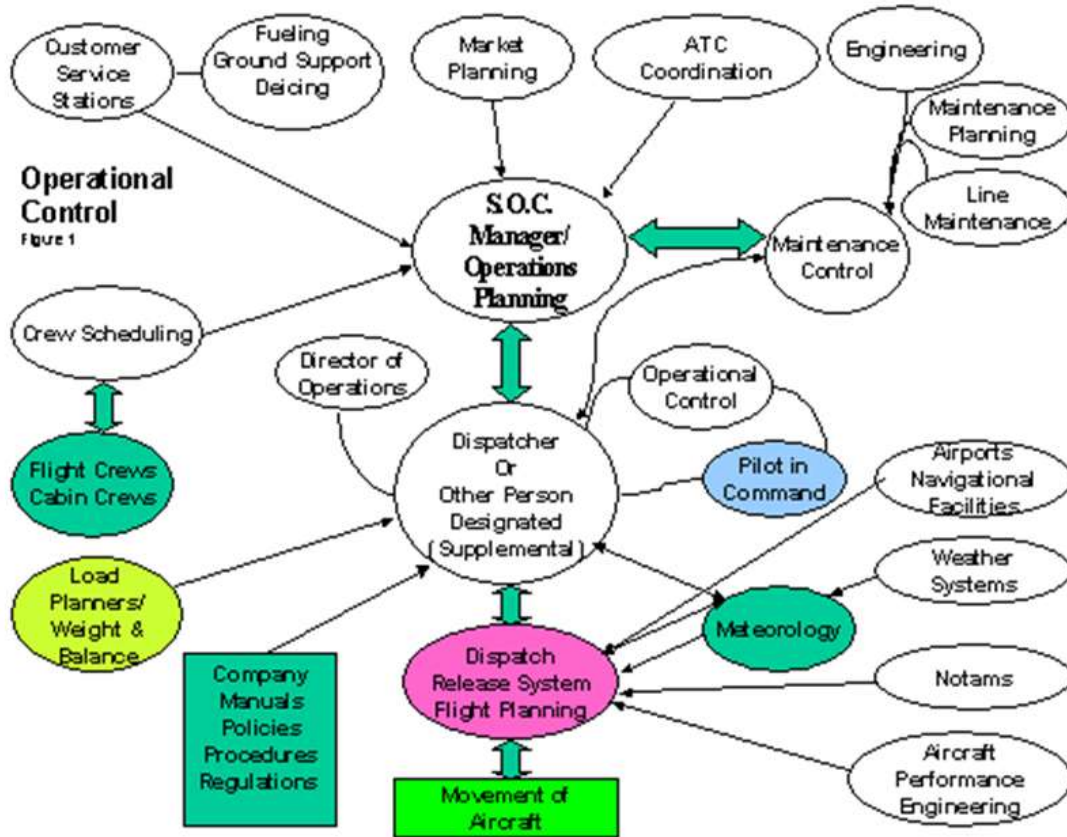 Customer
Service
Stations
Fueling
Ground Support
Deicing
Market
Planning
ATC
Coordination
Engineering
Maintenance
Planning
Line
Maintenance
Operational
Control
Figure 1
S.O.C.
Manager/
Operations
Planning
Maintenance
Control
Crew Scheduling
Director of
Operations
Operational
Control
Flight Crews
Cabin Crews
Dispatcher
Or
Other Person
Designated
(Supplemental)
Pilot in
Command
Airports
Navigational
Facilities
Load
Planners/
Weight &
Balance
Weather
Systems
Meteorology
Company
Manuals
Policies
Procedures
Regulations
Dispatch
Release System
Flight Planning
Notams
Aircraft
Performance
Engineering
Movement of
Aircraft